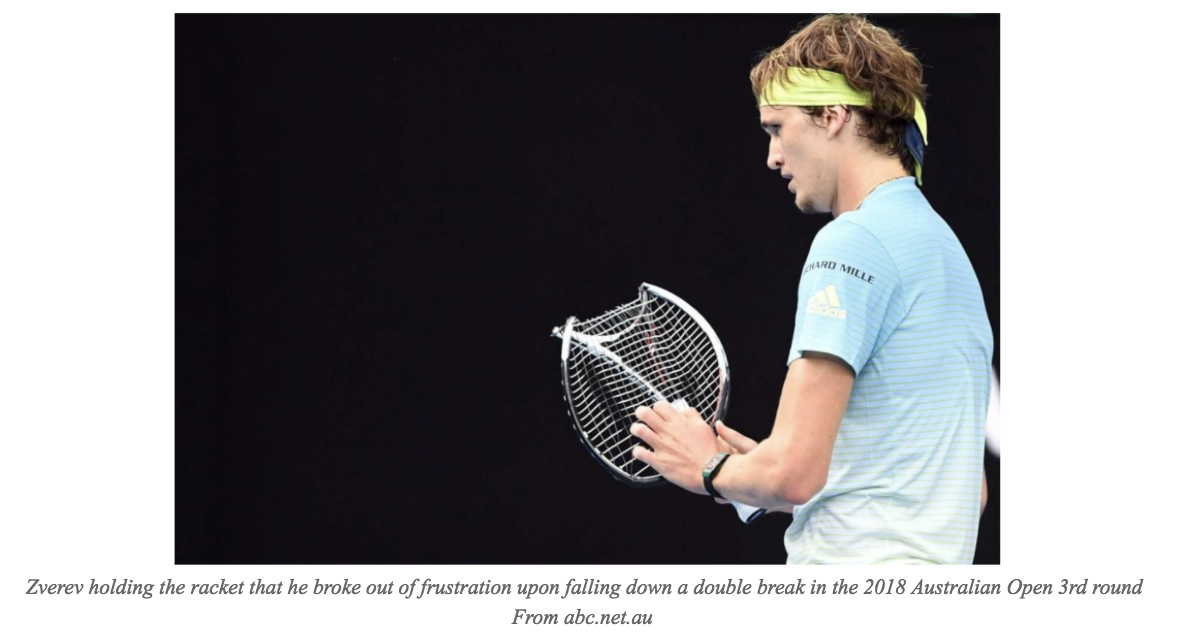 CHARD MILLE
adidas
Zverev holding the racket that he broke out of frustration upon falling down a double break in the 2018 Australian Open 3rd round
From abc.net.au